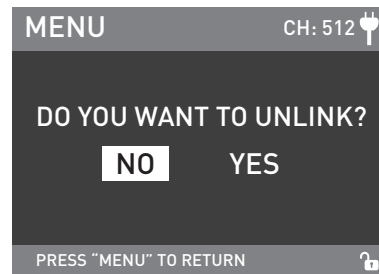 MENU CH: 512
DO YOU WANT TO UNLINK?
NO YES
PRESS “MENU” TO RETURN